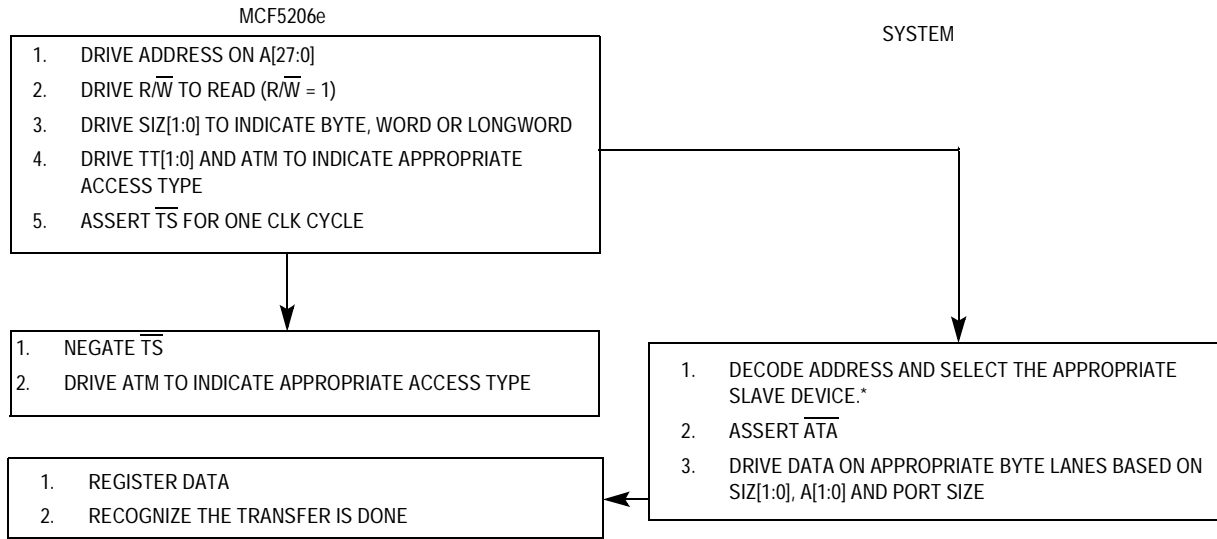 MCF5206e
SYSTEM
1. DRIVE ADDRESS ON A[27:0]
2. DRIVE R/W̅ TO READ (R/W̅ = 1)
3. DRIVE SIZ[1:0] TO INDICATE BYTE, WORD OR LONGWORD
4. DRIVE TT[1:0] AND ATM TO INDICATE APPROPRIATE
ACCESS TYPE
5. ASSERT T̅S̅ FOR ONE CLK CYCLE
1. NEGATE T̅S̅
2. DRIVE ATM TO INDICATE APPROPRIATE ACCESS TYPE
1. DECODE ADDRESS AND SELECT THE APPROPRIATE
SLAVE DEVICE.*
2. ASSERT A̅T̅A̅
3. DRIVE DATA ON APPROPRIATE BYTE LANES BASED ON
SIZ[1:0], A[1:0] AND PORT SIZE
1. REGISTER DATA
2. RECOGNIZE THE TRANSFER IS DONE